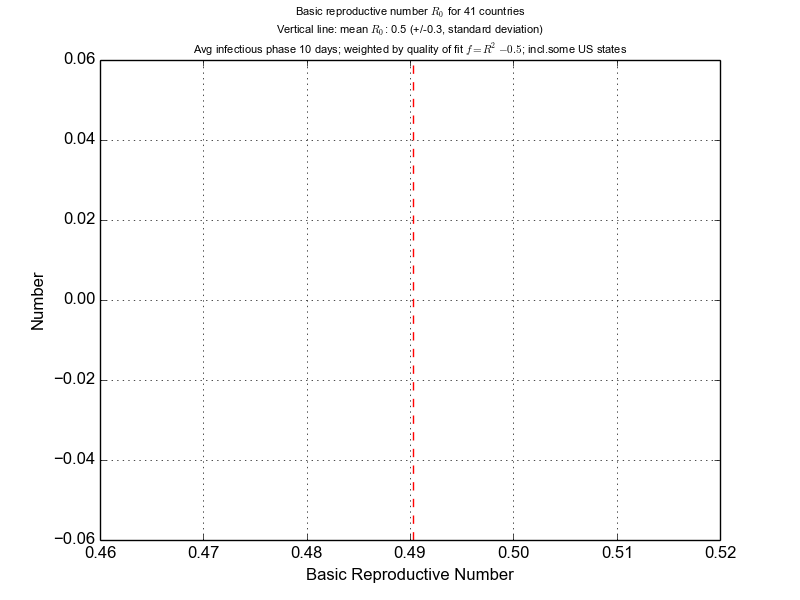 Basic reproductive number R₀ for 41 countries
Vertical line: mean R₀: 0.5 (+/-0.3, standard deviation)
Avg infectious phase 10 days; weighted by quality of fit f=R² −0.5; incl.some US states
0.06
0.04
0.02
0.00
−0.02
−0.04
−0.06
Number
0.46 0.47 0.48 0.49 0.50 0.51 0.52
Basic Reproductive Number